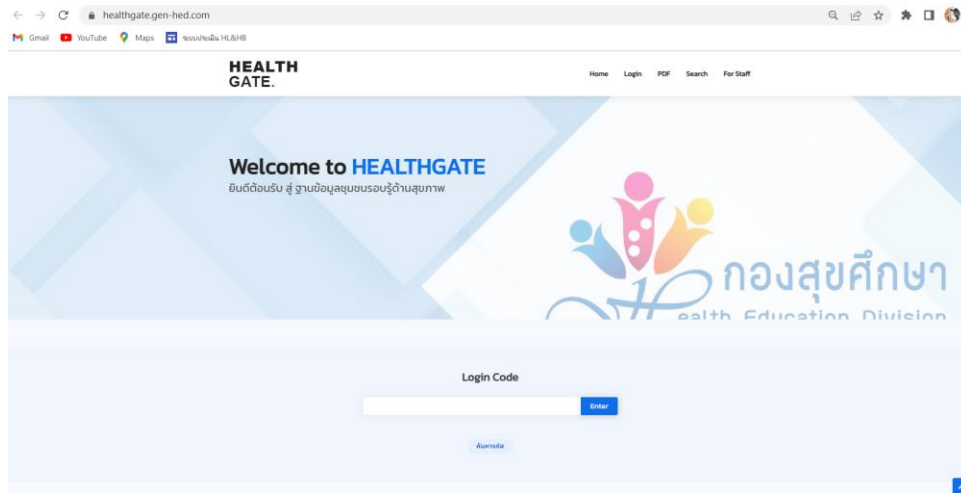 healthgate.gen-hed.com
Gmail YouTube Maps ระบบประเมิน HL&HB
HEALTH
GATE.
Home Login PDF Search For Staff
Welcome to HEALTHGATE
ยินดีต้อนรับ สู่ ฐานข้อมูลชุมชนรอบรู้ด้านสุขภาพ
กองสุขศึกษา
Health Education Division
Login Code
Enter
ค้นหารหัส